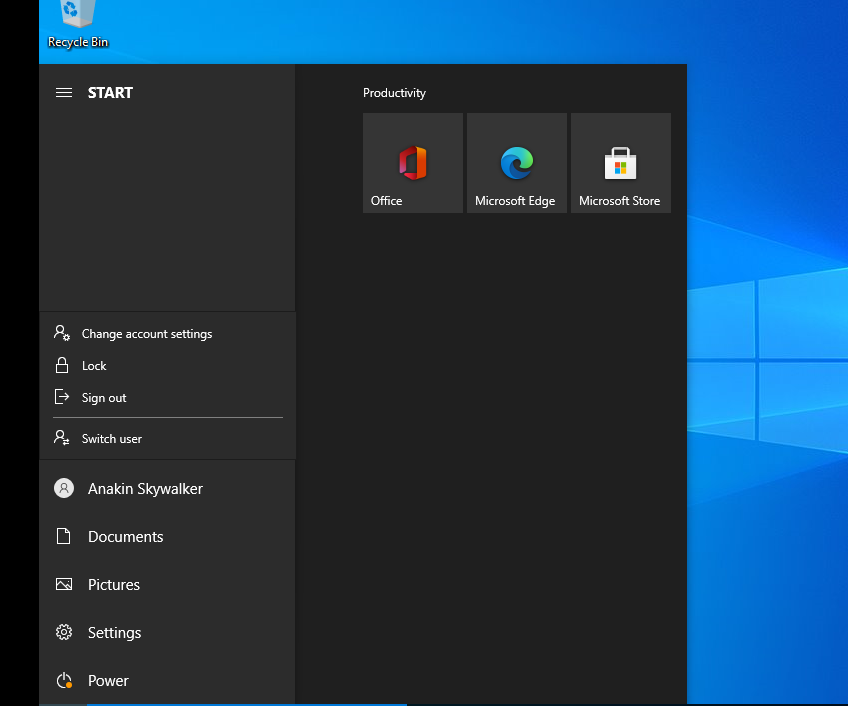 Recycle Bin
START
Productivity
Office
Microsoft Edge
Microsoft Store
Change account settings
Lock
Sign out
Switch user
Anakin Skywalker
Documents
Pictures
Settings
Power